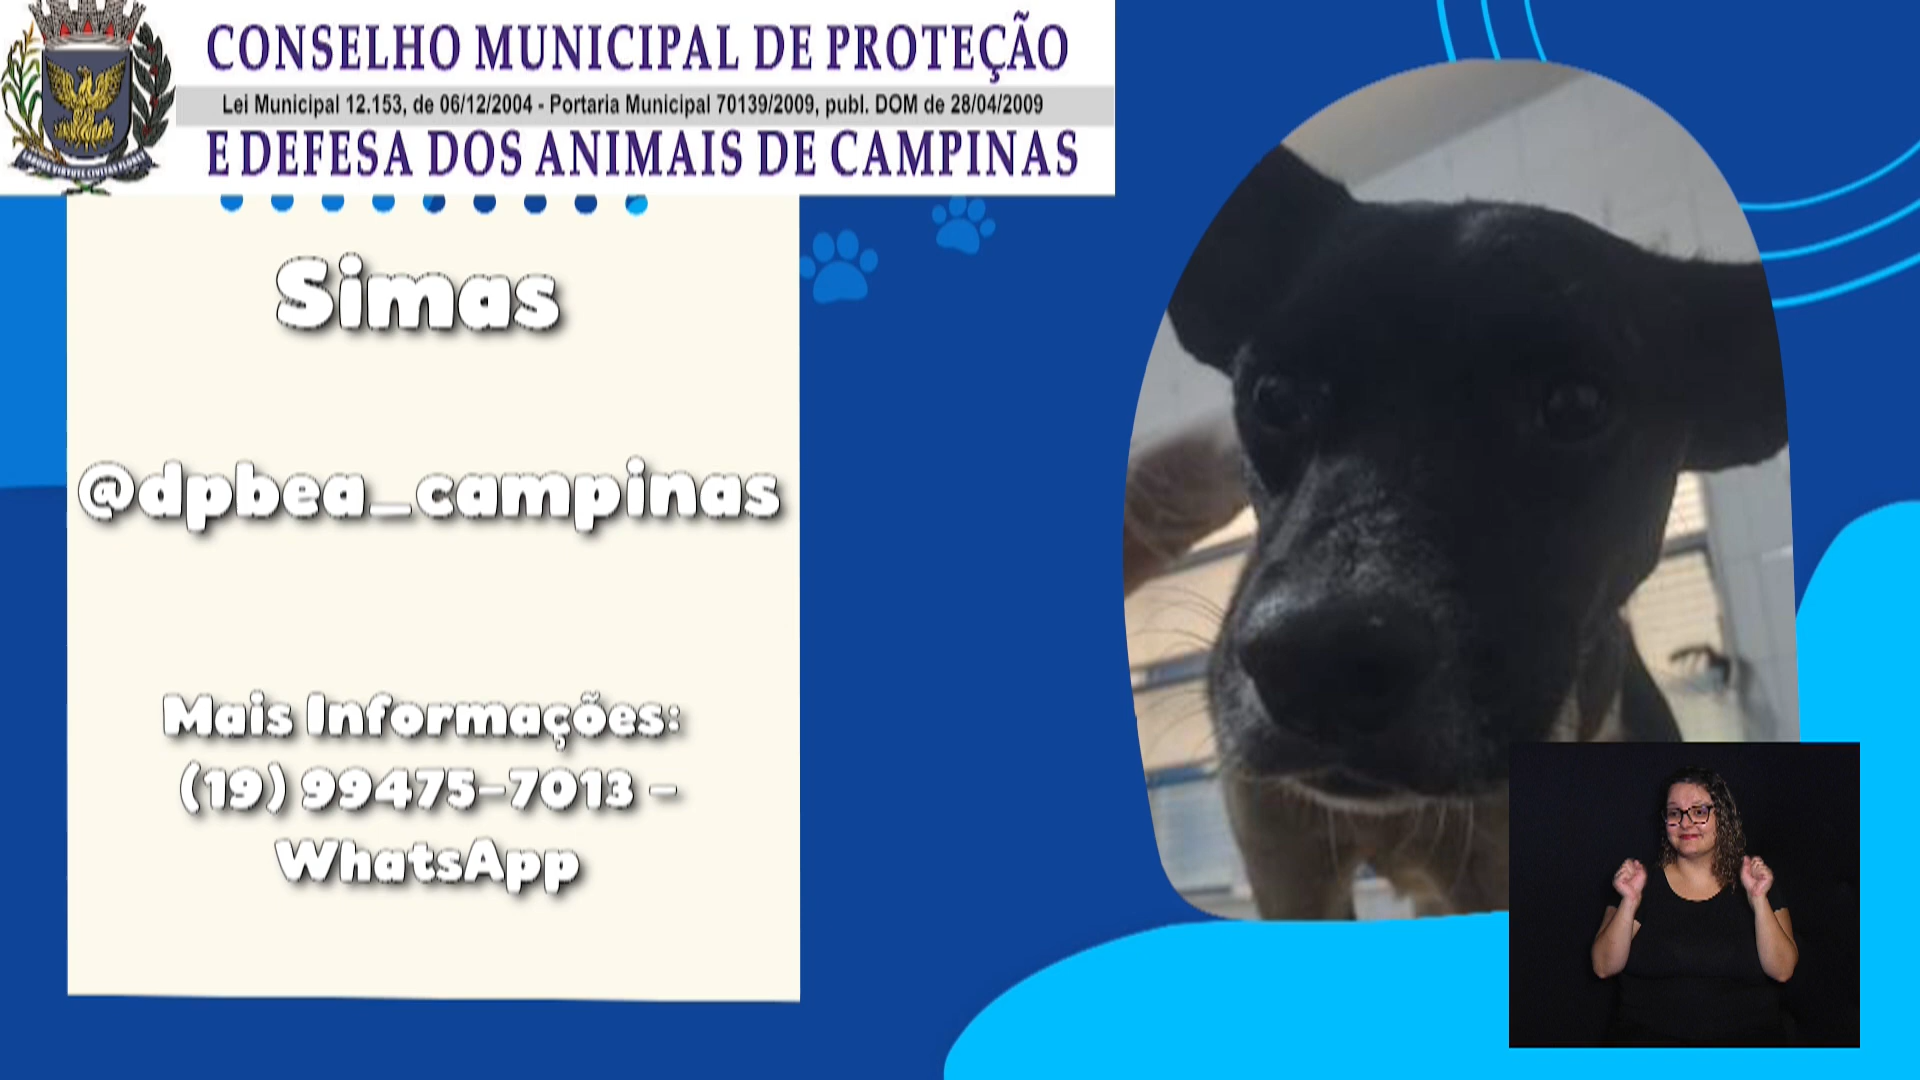 CONSELHO MUNICIPAL DE PROTEÇÃO
Lei Municipal 12.153, de 06/12/2004 - Portaria Municipal 70139/2009, publ. DOM de 28/04/2009
E DEFESA DOS ANIMAIS DE CAMPINAS
Simas
@dpbea_campinas
Mais Informações:
(19) 99475-7013 -
WhatsApp